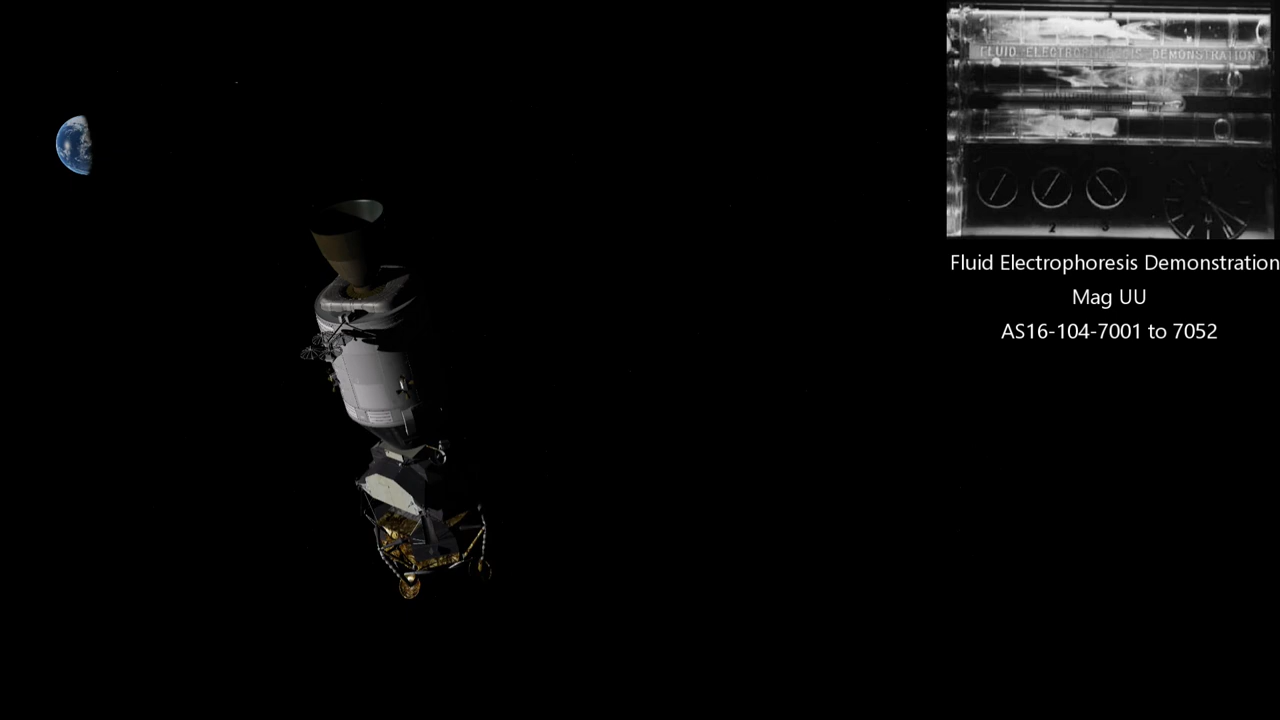 FLUID ELECTROPHORESIS DEMONSTRATION
2 3
Fluid Electrophoresis Demonstration
Mag UU
AS16-104-7001 to 7052